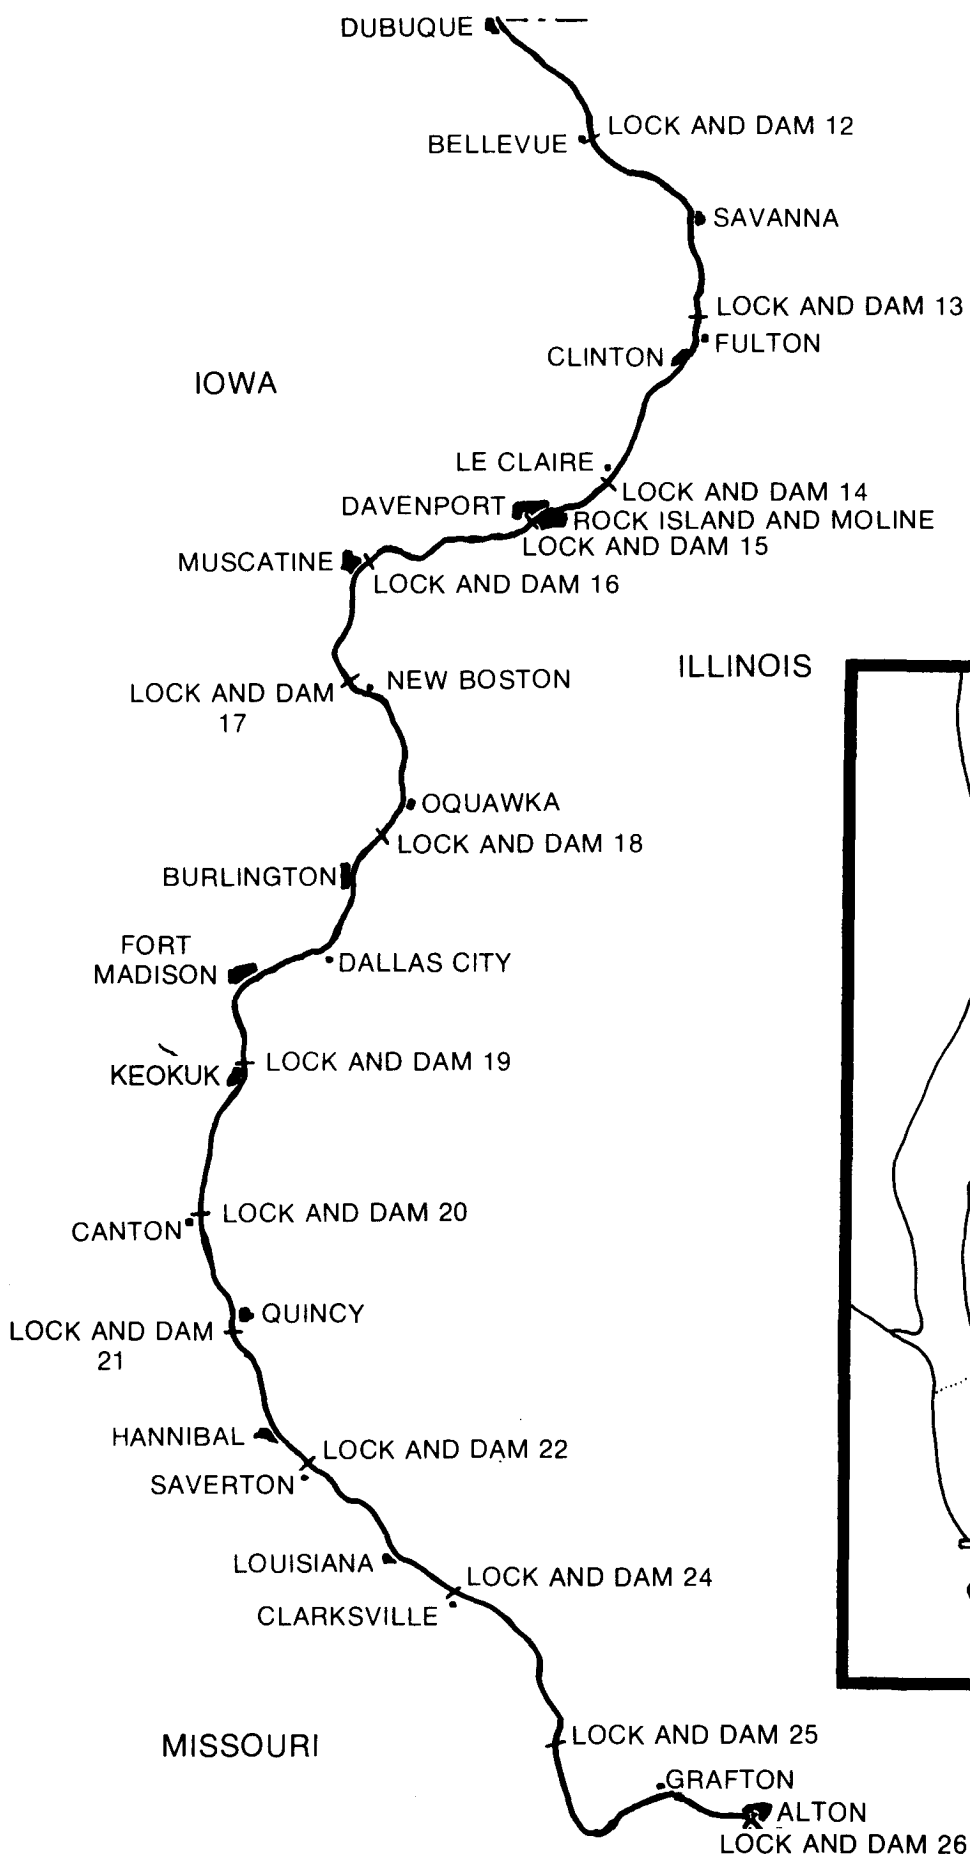 DUBUQUE
LOCK AND DAM 12
BELLEVUE
SAVANNA
LOCK AND DAM 13
FULTON
CLINTON
IOWA
LE CLAIRE
LOCK AND DAM 14
DAVENPORT
ROCK ISLAND AND MOLINE
LOCK AND DAM 15
MUSCATINE
LOCK AND DAM 16
ILLINOIS
NEW BOSTON
LOCK AND DAM
17
OQUAWKA
LOCK AND DAM 18
BURLINGTON
FORT
MADISON
DALLAS CITY
LOCK AND DAM 19
KEOKUK
LOCK AND DAM 20
CANTON
QUINCY
LOCK AND DAM
21
HANNIBAL
LOCK AND DAM 22
SAVERTON
LOUISIANA
LOCK AND DAM 24
CLARKSVILLE
LOCK AND DAM 25
MISSOURI
GRAFTON
ALTON
LOCK AND DAM 26